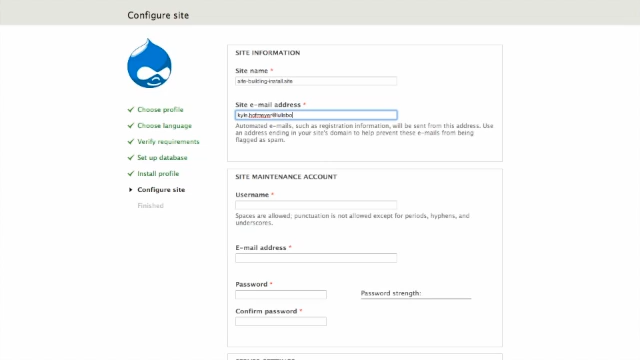 Configure site
Choose profile
Choose language
Verify requirements
Set up database
Install profile
Configure site
Finished
SITE INFORMATION
Site name *
site-building-install.site
Site e-mail address *
Automated e-mails, such as registration information, will be sent from this address. Use
an address ending in your site's domain to help prevent these e-mails from being
flagged as spam.
SITE MAINTENANCE ACCOUNT
Username *
Spaces are allowed; punctuation is not allowed except for periods, hyphens, and
underscores.
E-mail address *
Password *
Password strength:
Confirm password *